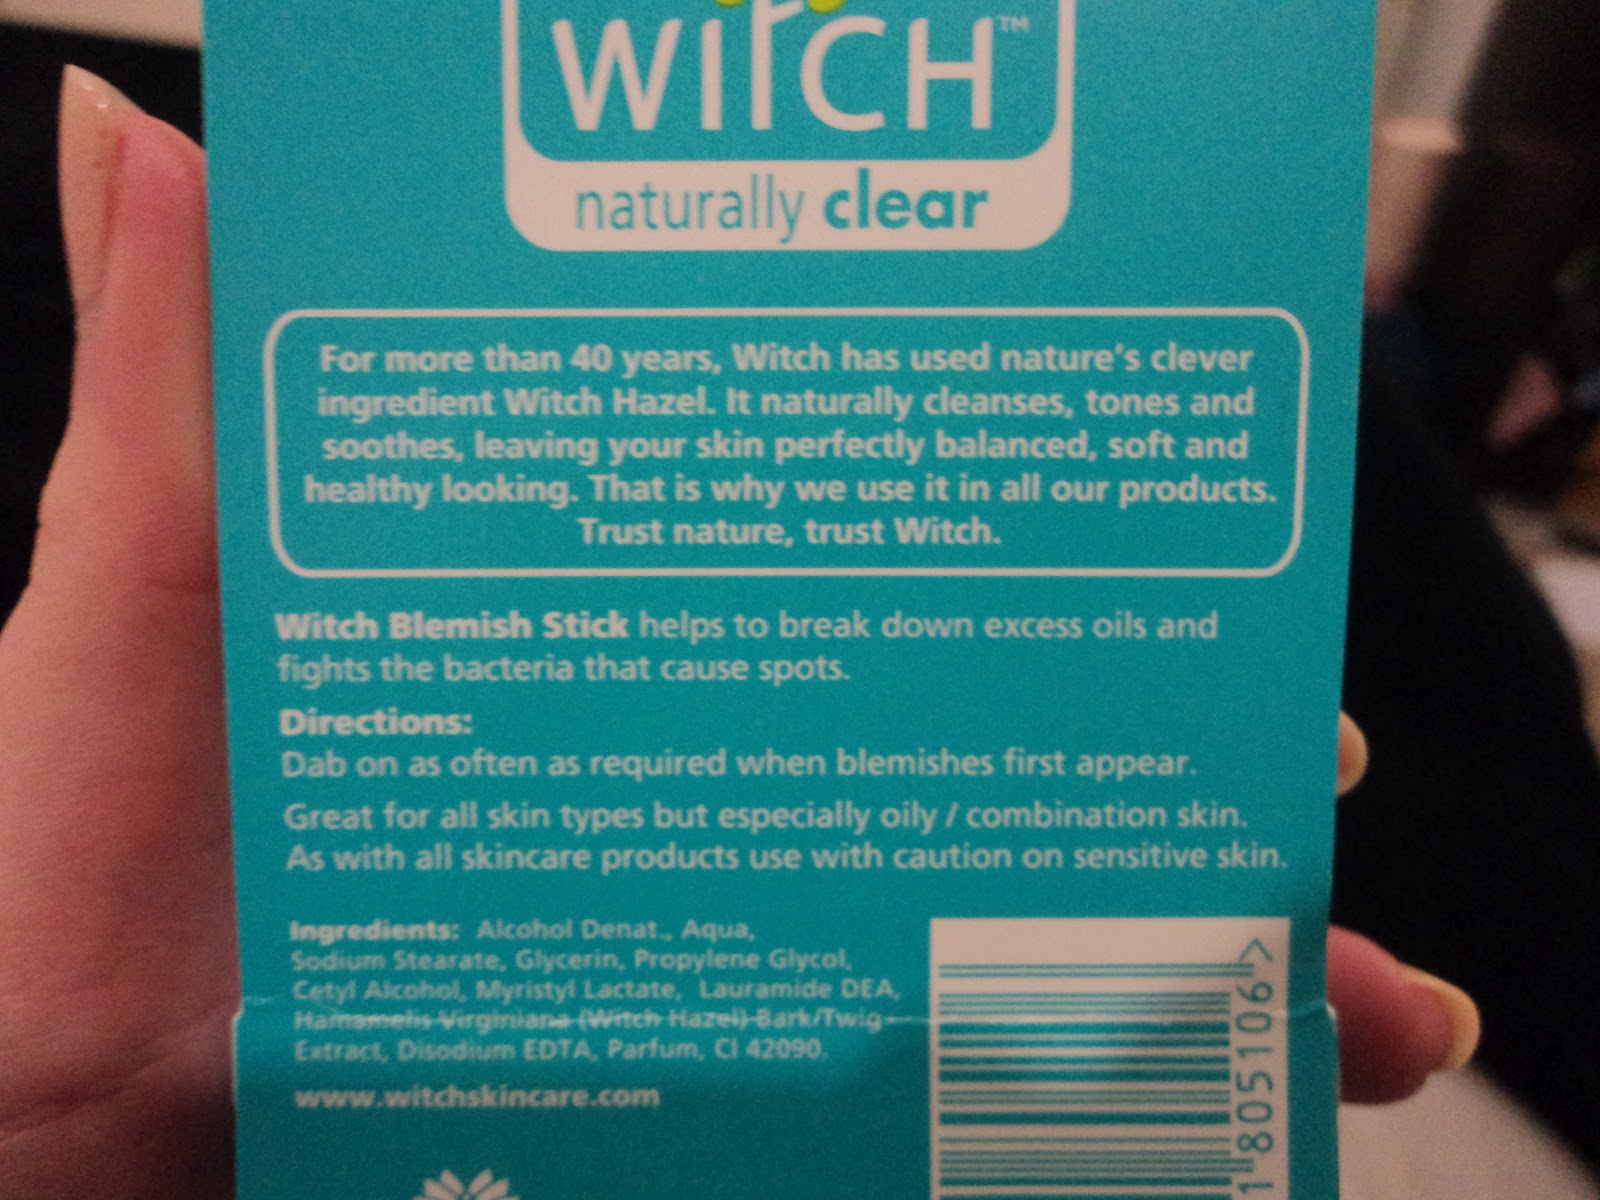 WITCH™
naturally clear
For more than 40 years, Witch has used nature's clever
ingredient Witch Hazel. It naturally cleanses, tones and
soothes, leaving your skin perfectly balanced, soft and
healthy looking. That is why we use it in all our products.
Trust nature, trust Witch.
Witch Blemish Stick helps to break down excess oils and
fights the bacteria that cause spots.
Directions:
Dab on as often as required when blemishes first appear.
Great for all skin types but especially oily / combination skin.
As with all skincare products use with caution on sensitive skin.
Ingredients: Alcohol Denat., Aqua,
Sodium Stearate, Glycerin, Propylene Glycol,
Cetyl Alcohol, Myristyl Lactate, Lauramide DEA,
Hamamelis Virginiana (Witch Hazel) Bark/Twig
Extract, Disodium EDTA, Parfum, CI 42090.
www.witchskincare.com
1805106>